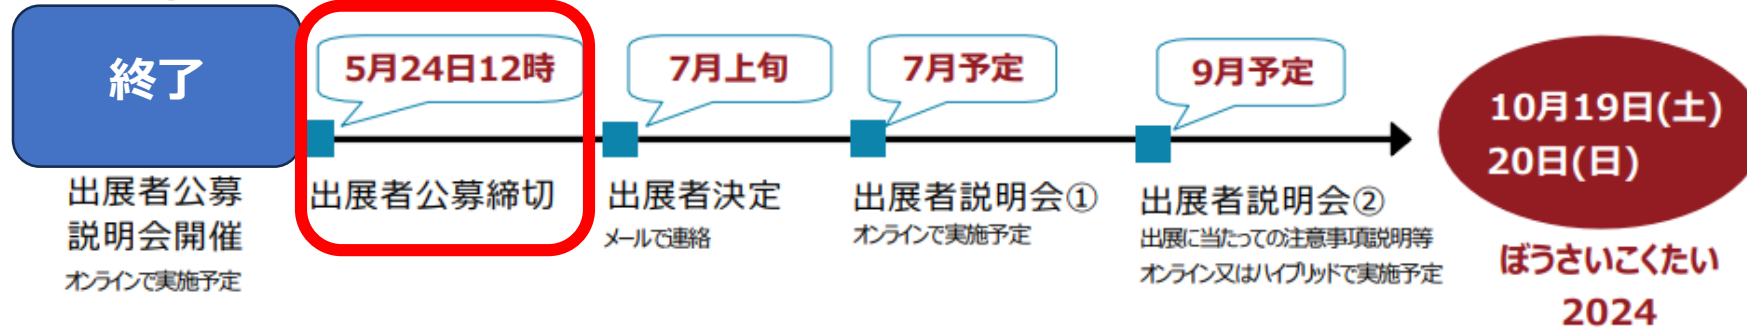 終了
出展者公募
説明会開催
オンラインで実施予定
5月24日12時
出展者公募締切
7月上旬
出展者決定
メールで連絡
7月予定
出展者説明会①
オンラインで実施予定
9月予定
出展者説明会②
出展に当たっての注意事項説明等
オンライン又はハイブリッドで実施予定
10月19日(土)
20日(日)
ぼうさいこくたい
2024